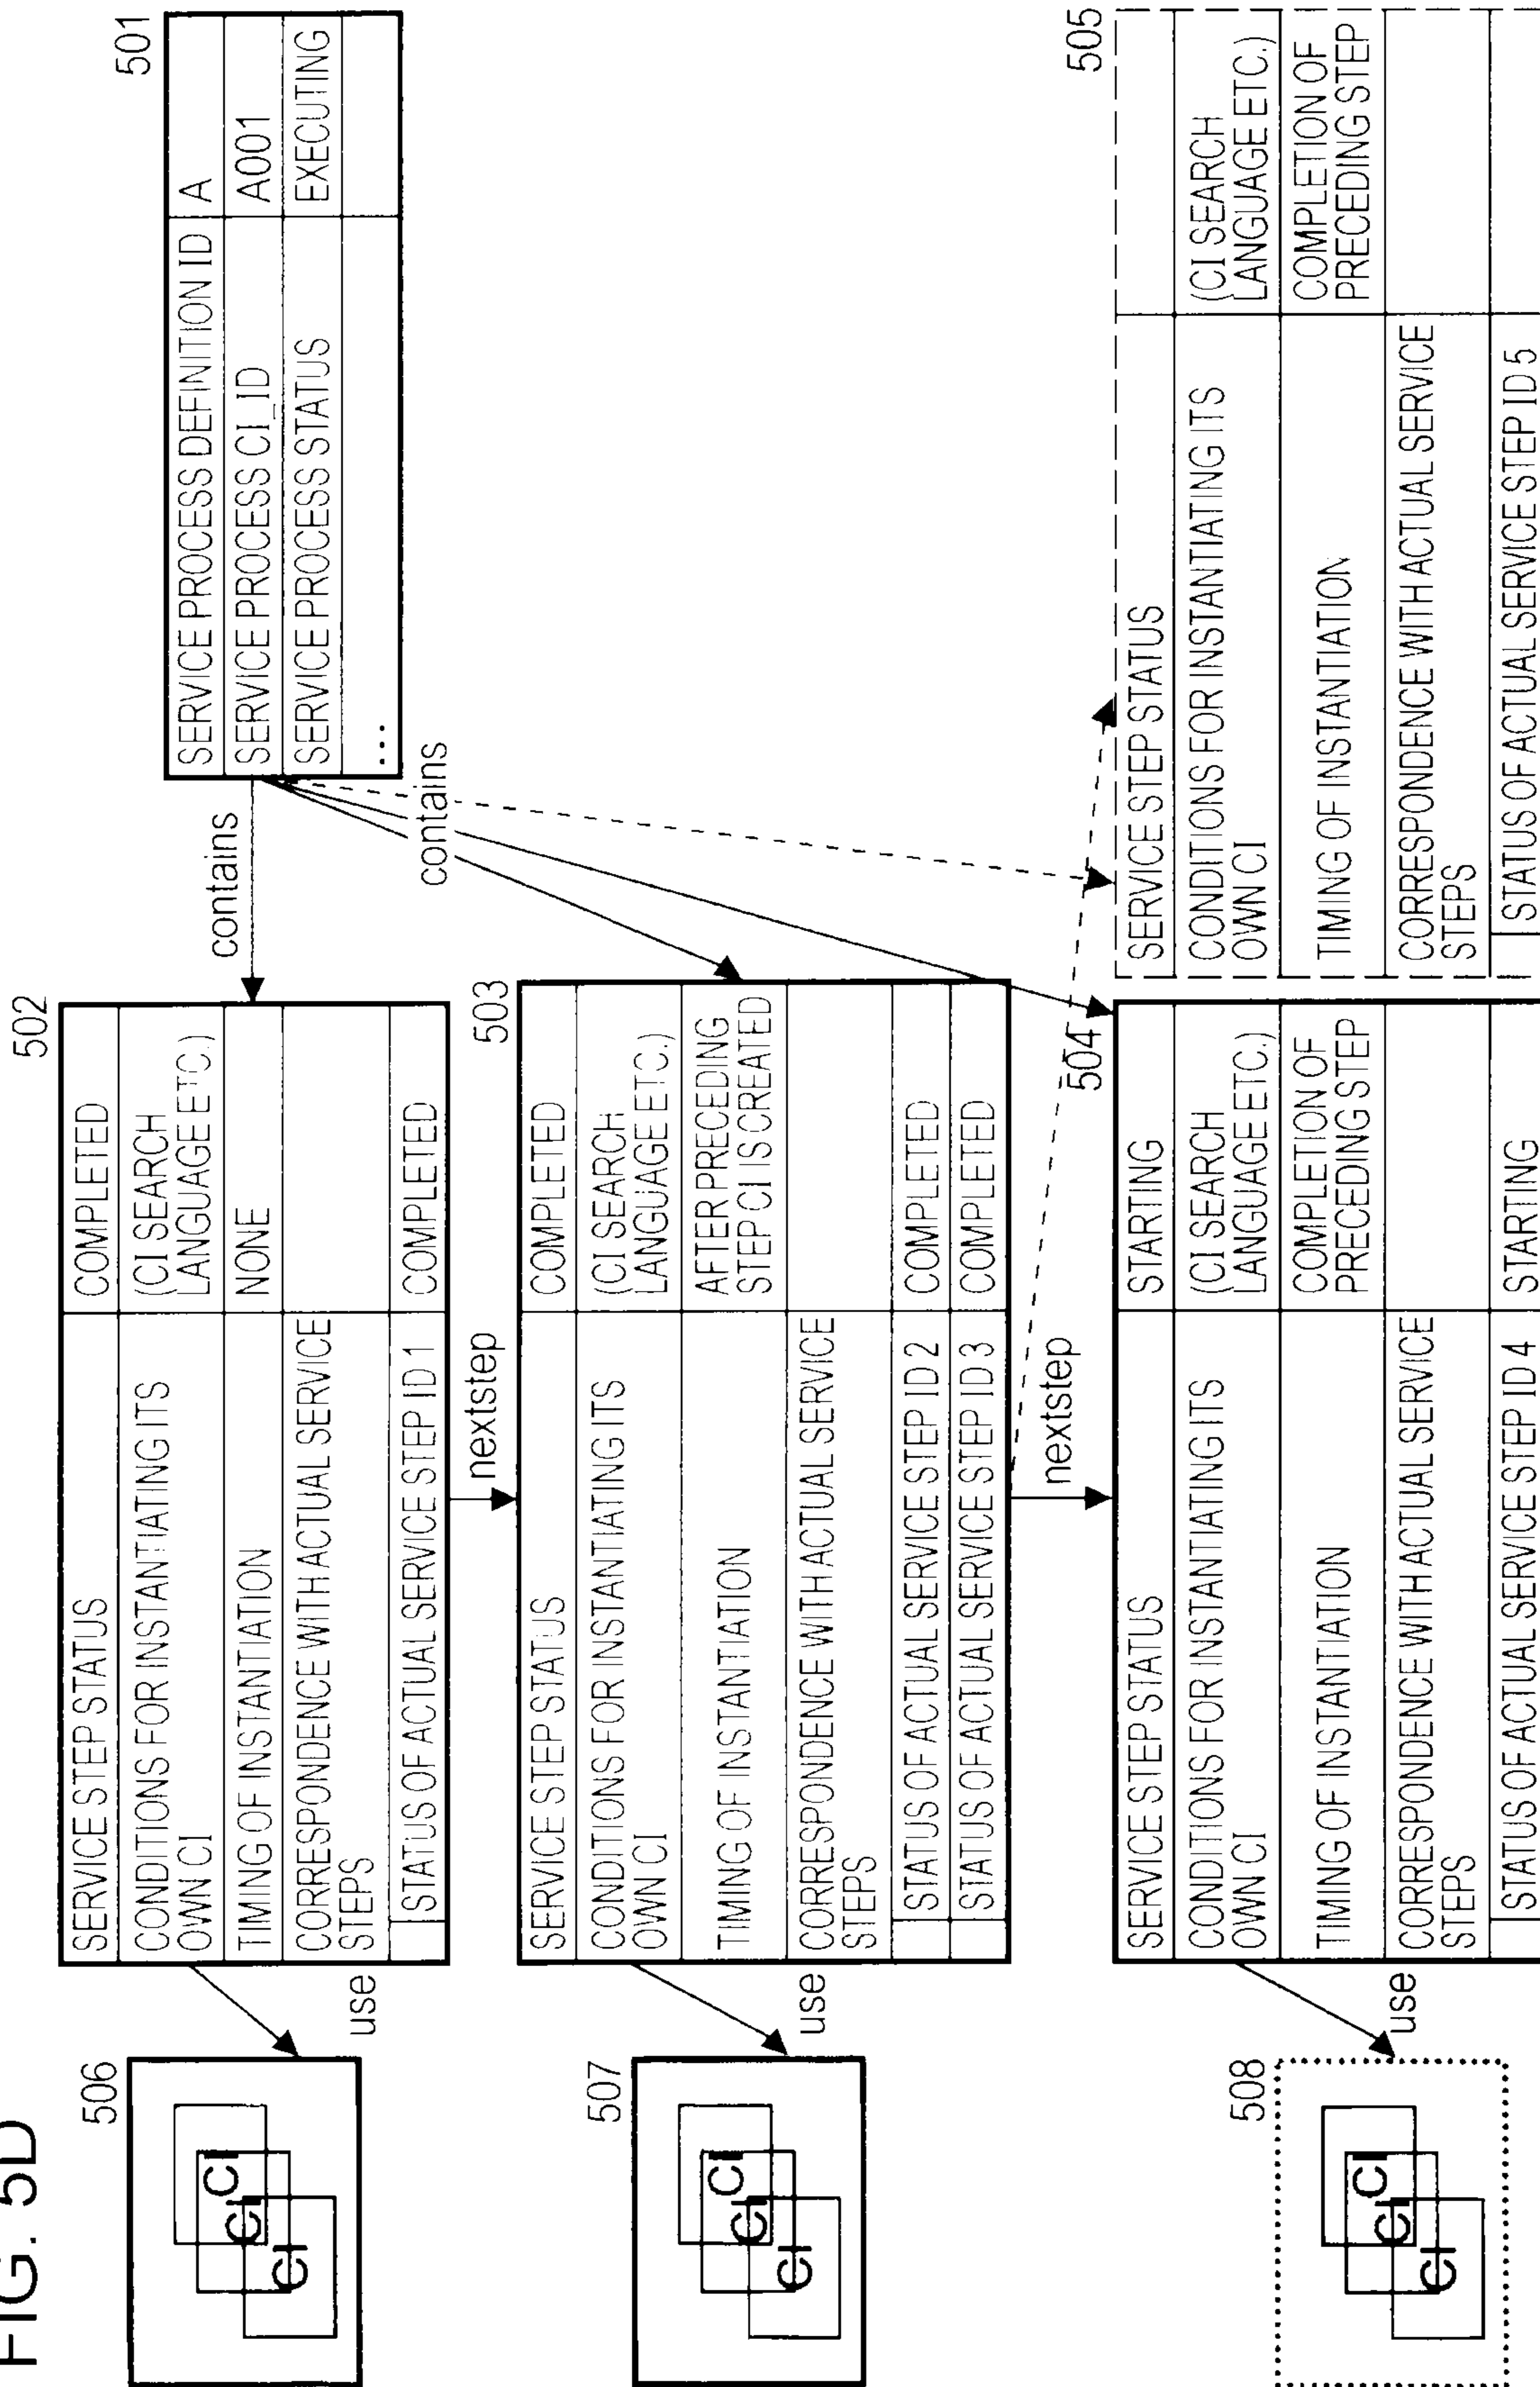 FIG. 5D
501
SERVICE PROCESS DEFINITION ID A
SERVICE PROCESS CI_ID A001
SERVICE PROCESS STATUS EXECUTING
...
contains
contains
502
SERVICE STEP STATUS COMPLETED
CONDITIONS FOR INSTANTIATING ITS
OWN CI
(CI SEARCH
LANGUAGE ETC.)
TIMING OF INSTANTIATION NONE
CORRESPONDENCE WITH ACTUAL SERVICE
STEPS
STATUS OF ACTUAL SERVICE STEP ID 1 COMPLETED
use
506
CI
CI
CI
nextstep
503
SERVICE STEP STATUS COMPLETED
CONDITIONS FOR INSTANTIATING ITS
OWN CI
(CI SEARCH
LANGUAGE ETC.)
TIMING OF INSTANTIATION
AFTER PRECEDING
STEP CI IS CREATED
CORRESPONDENCE WITH ACTUAL SERVICE
STEPS
STATUS OF ACTUAL SERVICE STEP ID 2 COMPLETED
STATUS OF ACTUAL SERVICE STEP ID 3 COMPLETED
use
507
CI
CI
CI
nextstep
504
SERVICE STEP STATUS STARTING
CONDITIONS FOR INSTANTIATING ITS
OWN CI
(CI SEARCH
LANGUAGE ETC.)
TIMING OF INSTANTIATION
COMPLETION OF
PRECEDING STEP
CORRESPONDENCE WITH ACTUAL SERVICE
STEPS
STATUS OF ACTUAL SERVICE STEP ID 4 STARTING
use
508
CI
CI
CI
505
SERVICE STEP STATUS
CONDITIONS FOR INSTANTIATING ITS
OWN CI
(CI SEARCH
LANGUAGE ETC.)
TIMING OF INSTANTIATION
COMPLETION OF
PRECEDING STEP
CORRESPONDENCE WITH ACTUAL SERVICE
STEPS
STATUS OF ACTUAL SERVICE STEP ID 5